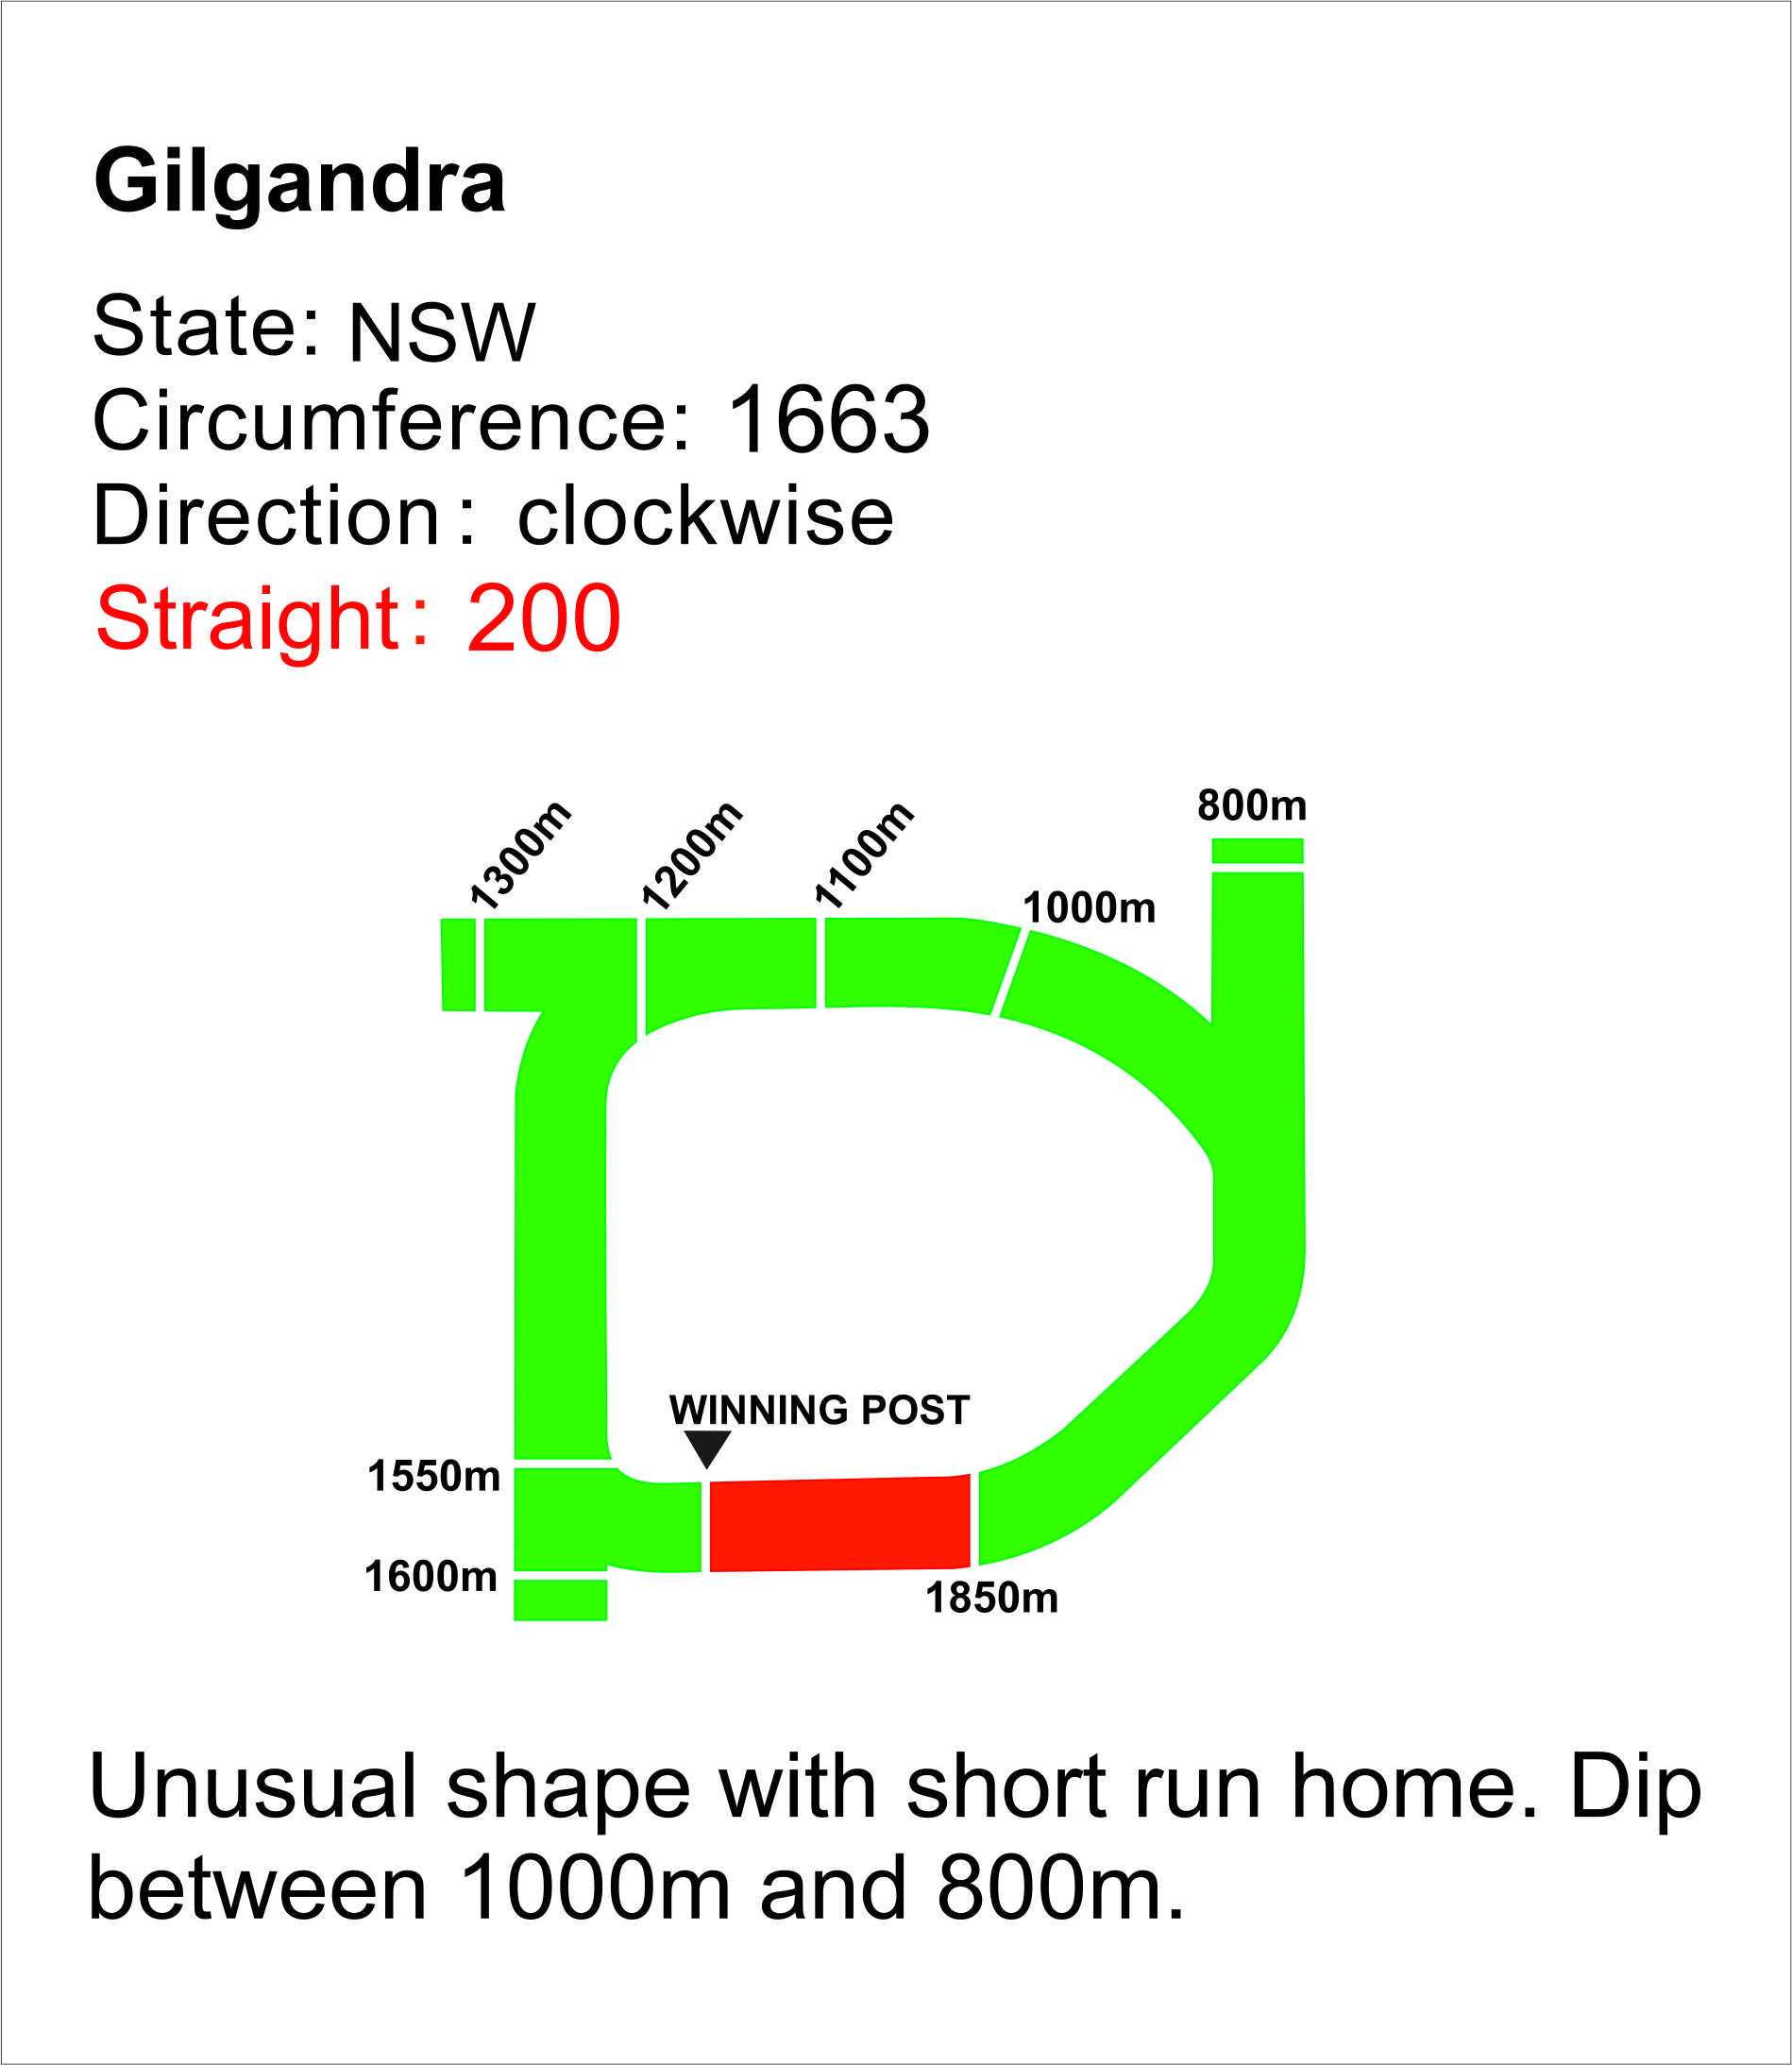 Gilgandra
State: NSW
Circumference: 1663
Direction: clockwise
Straight: 200
800m
1300m
1200m
1100m
1000m
WINNING POST
1550m
1600m
1850m
Unusual shape with short run home. Dip
between 1000m and 800m.